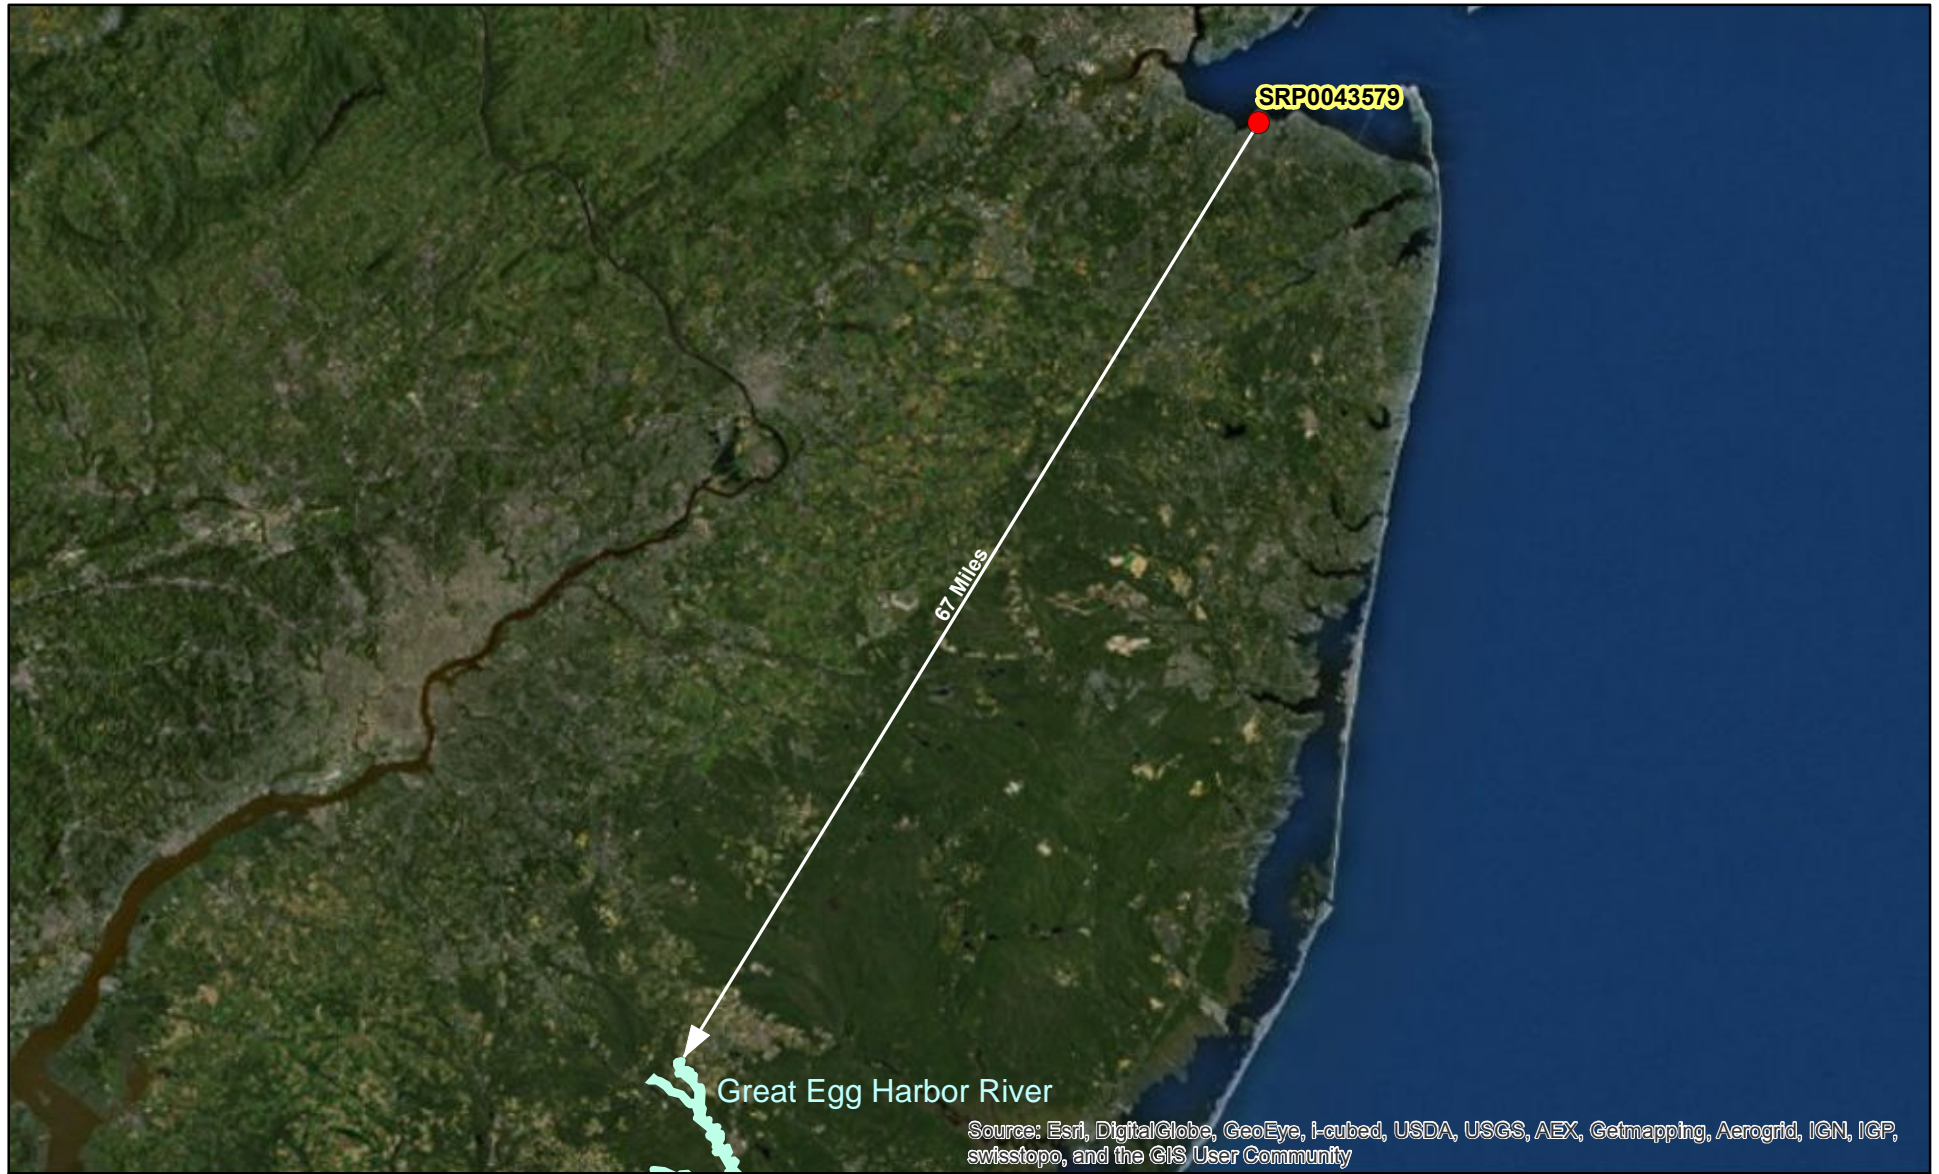 SRP0043579
67 Miles
Great Egg Harbor River
Source: Esri, DigitalGlobe, GeoEye, i-cubed, USDA, USGS, AEX, Getmapping, Aerogrid, IGN, IGP,
swisstopo, and the GIS User Community